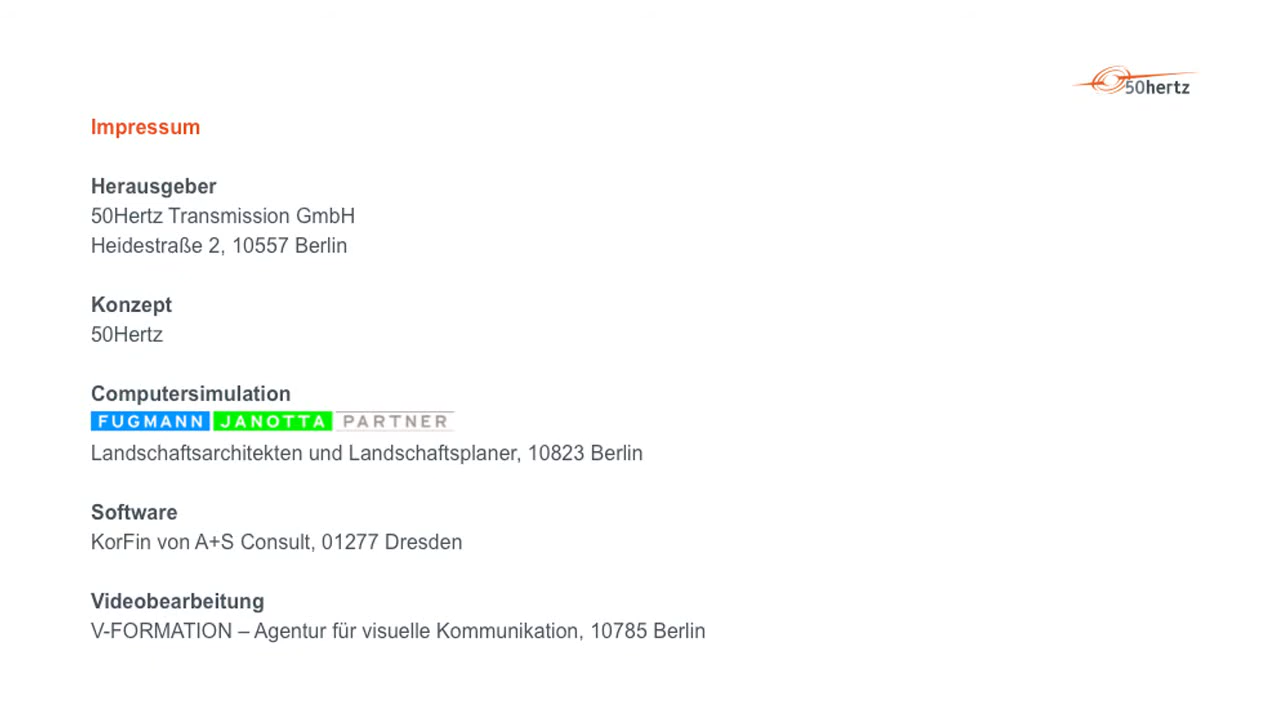 50hertz
Impressum
Herausgeber
50Hertz Transmission GmbH
Heidestraße 2, 10557 Berlin
Konzept
50Hertz
Computersimulation
FUGMANN JANOTTA PARTNER
Landschaftsarchitekten und Landschaftsplaner, 10823 Berlin
Software
KorFin von A+S Consult, 01277 Dresden
Videobearbeitung
V-FORMATION – Agentur für visuelle Kommunikation, 10785 Berlin